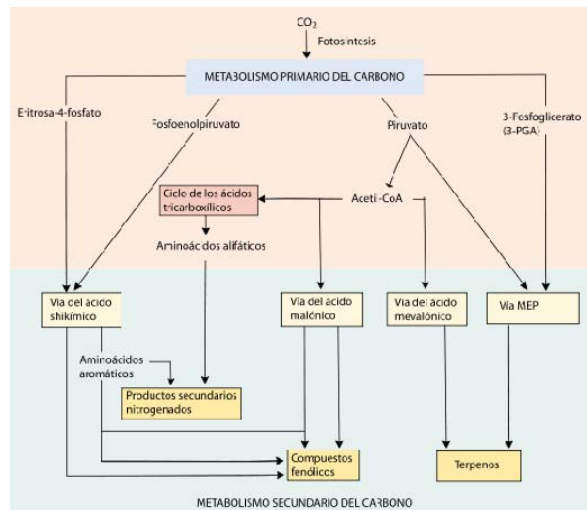 CO₂
Fotosíntesis
METABOLISMO PRIMARIO DEL CARBONO
Eritrosa-4-fosfato
Fosfoenolpiruvato
Piruvato
3-Fosfoglicerato
(3-PGA)
Ciclo de los ácidos
tricarboxílicos
Acetil-CoA
Aminoácidos alifáticos
Vía del ácido
shikímico
Vía del ácido
malónico
Vía del ácido
mevalónico
Vía MEP
Aminoácidos
aromáticos
Productos secundarios
nitrogenados
Compuestos
fenólicos
Terpenos
METABOLISMO SECUNDARIO DEL CARBONO